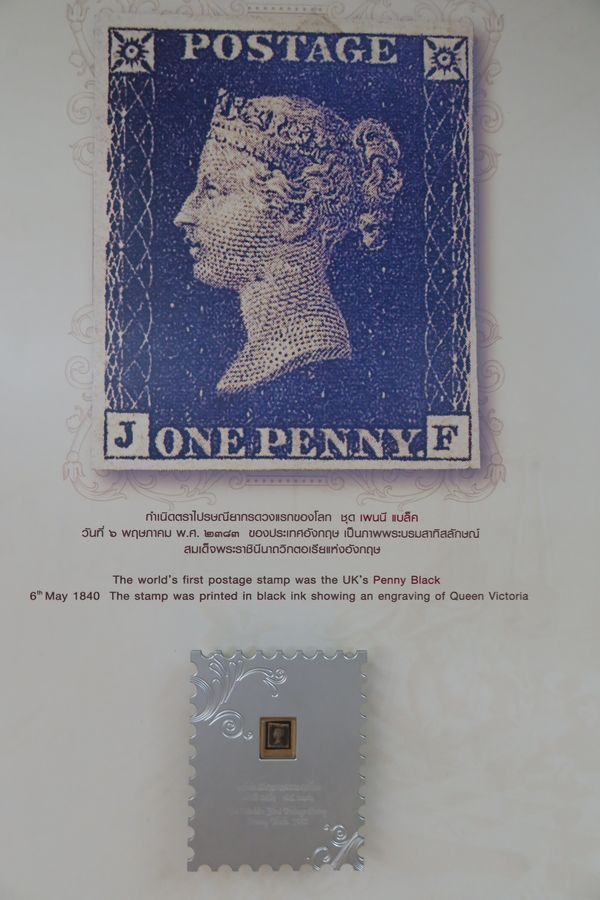 POSTAGE
J ONE PENNY. F
กำเนิดตราไปรษณียากรดวงแรกของโลก ชุด เพนนี แบล็ค
วันที่ ๖ พฤษภาคม พ.ศ. ๒๓๘๓ ของประเทศอังกฤษ เป็นภาพพระบรมสาทิสลักษณ์
สมเด็จพระราชินีนาถวิกตอเรียแห่งอังกฤษ
The world's first postage stamp was the UK's Penny Black
6th May 1840 The stamp was printed in black ink showing an engraving of Queen Victoria